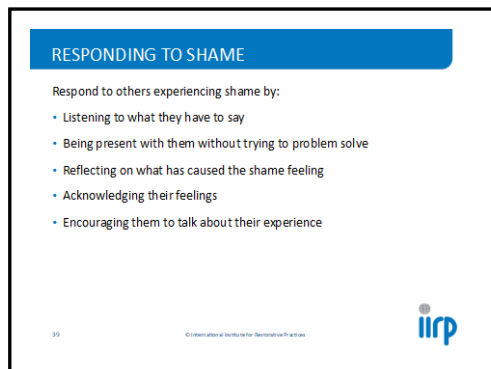 RESPONDING TO SHAME
Respond to others experiencing shame by:
• Listening to what they have to say
• Being present with them without trying to problem solve
• Reflecting on what has caused the shame feeling
• Acknowledging their feelings
• Encouraging them to talk about their experience
39
© International Institute for Restorative Practices
iirp